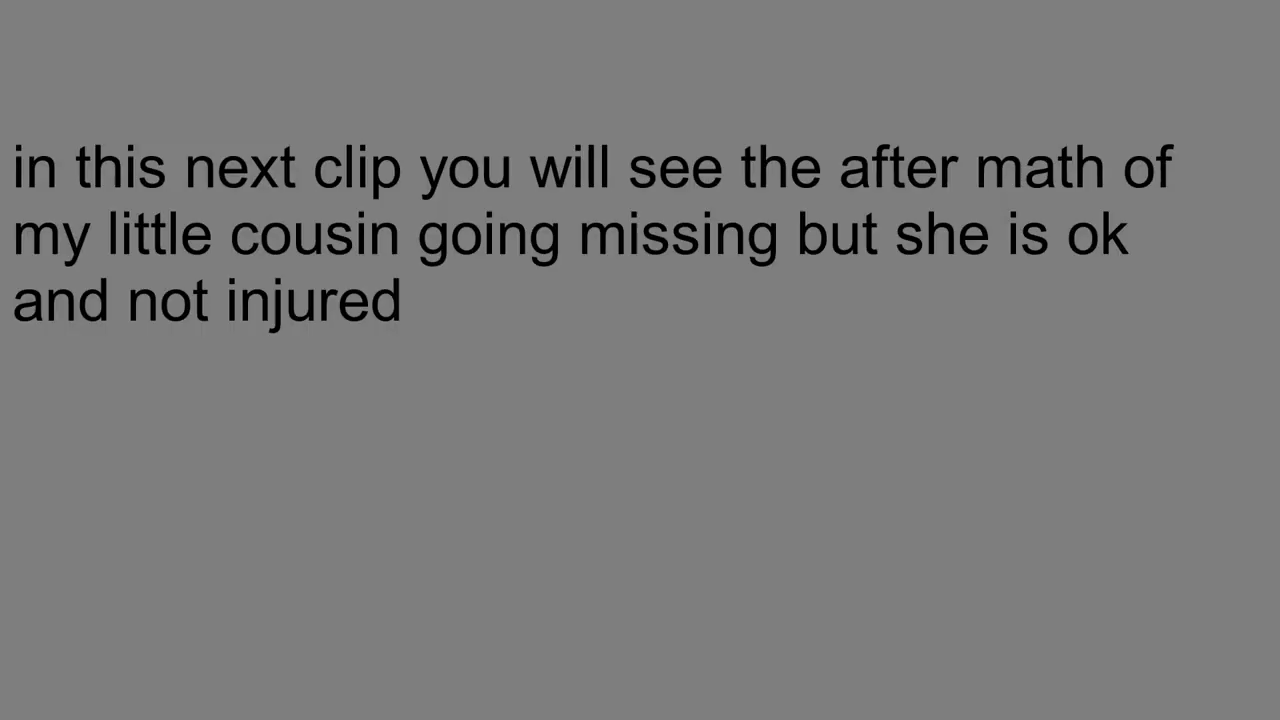 in this next clip you will see the after math of
my little cousin going missing but she is ok
and not injured